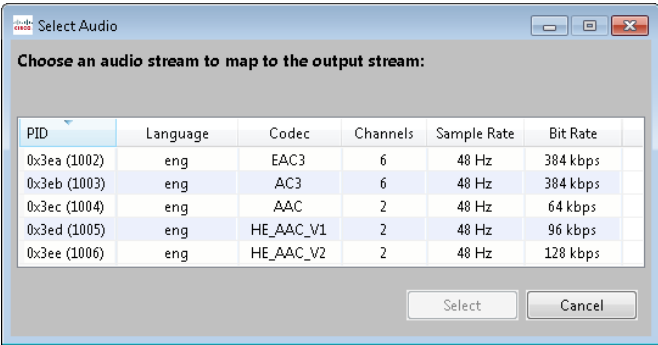 CISCO Select Audio
Choose an audio stream to map to the output stream:
PID Language Codec Channels Sample Rate Bit Rate
0x3ea (1002) eng EAC3 6 48 Hz 384 kbps
0x3eb (1003) eng AC3 6 48 Hz 384 kbps
0x3ec (1004) eng AAC 2 48 Hz 64 kbps
0x3ed (1005) eng HE_AAC_V1 2 48 Hz 96 kbps
0x3ee (1006) eng HE_AAC_V2 2 48 Hz 128 kbps
Select Cancel